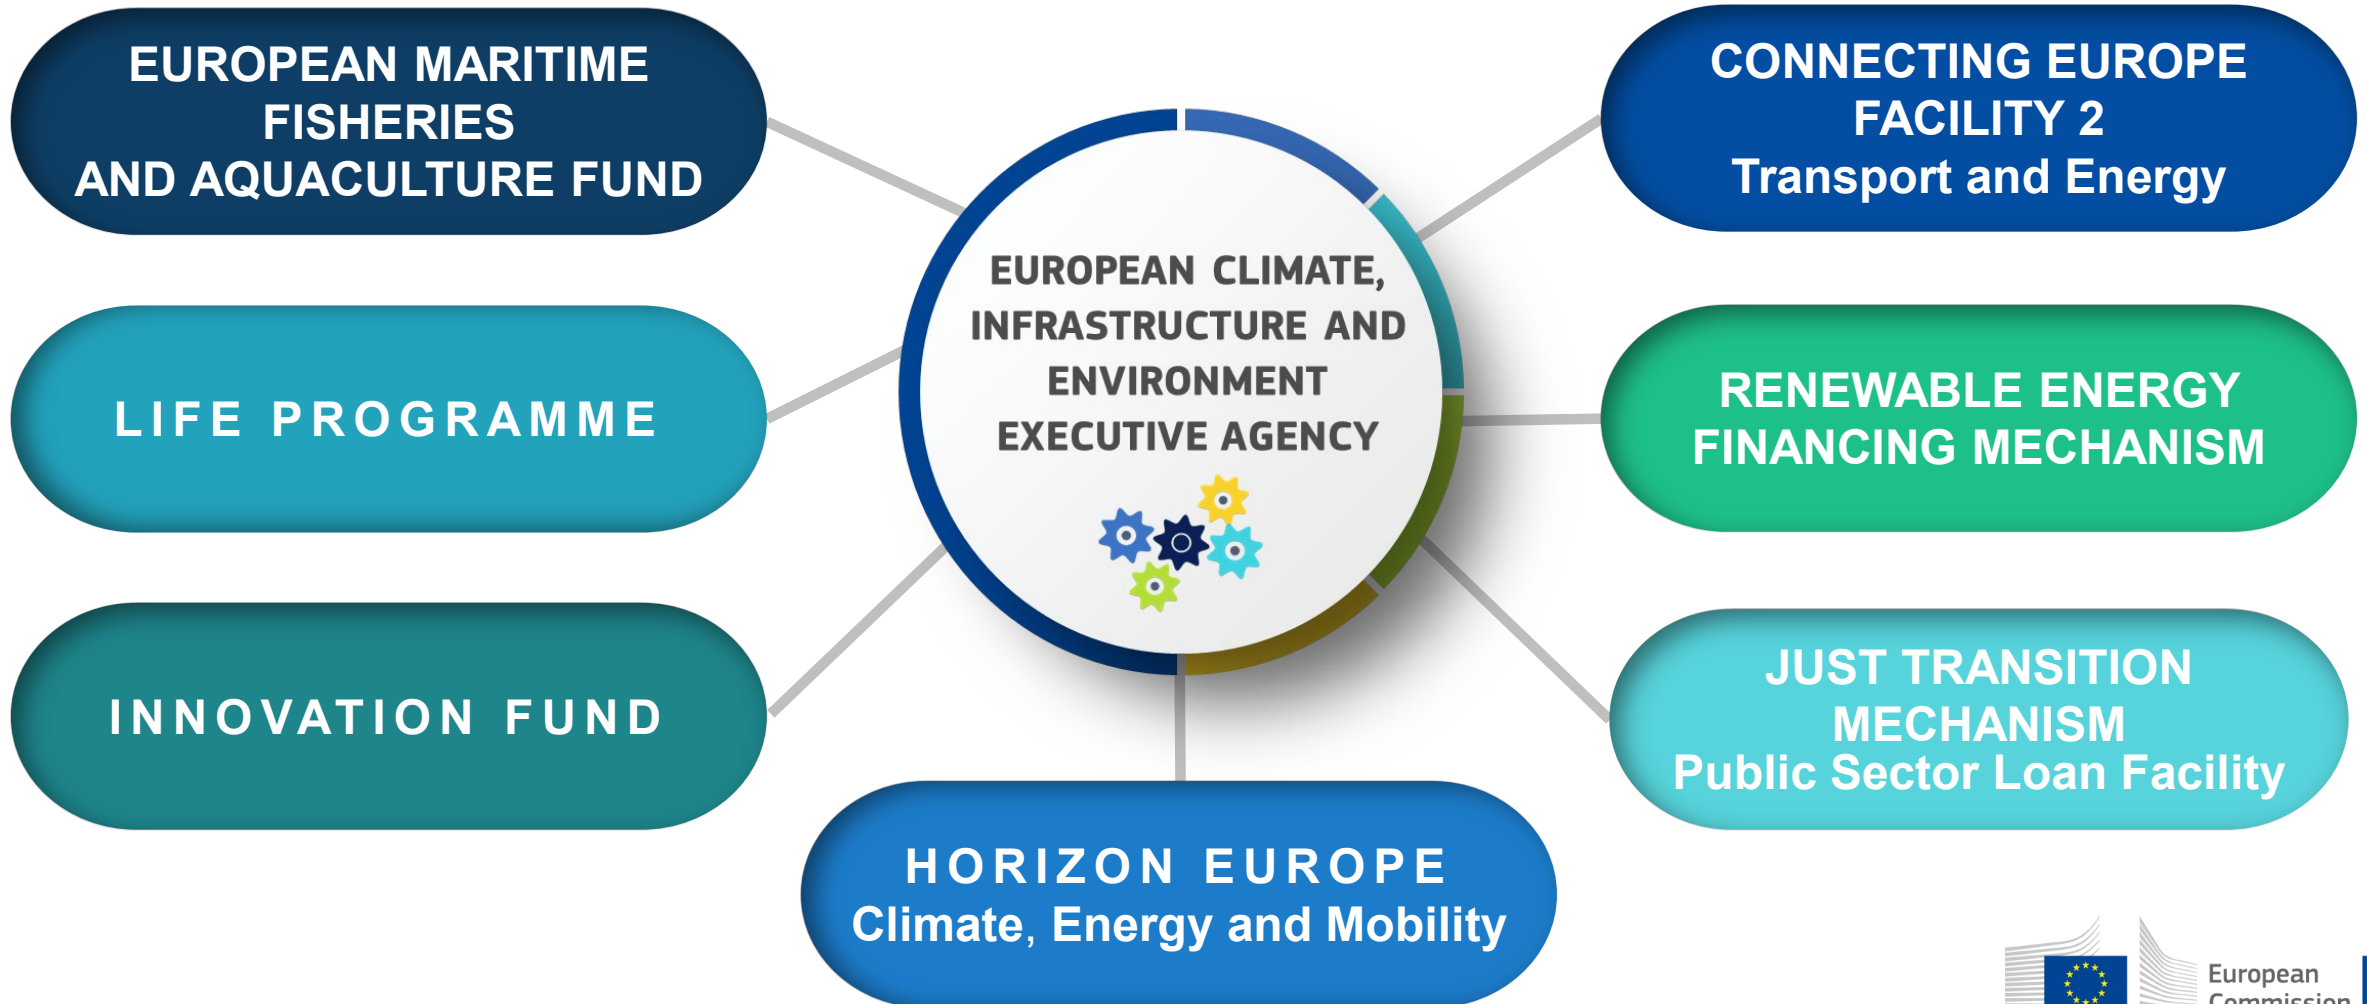 EUROPEAN MARITIME
FISHERIES
AND AQUACULTURE FUND
LIFE PROGRAMME
INNOVATION FUND
EUROPEAN CLIMATE,
INFRASTRUCTURE AND
ENVIRONMENT
EXECUTIVE AGENCY
CONNECTING EUROPE
FACILITY 2
Transport and Energy
RENEWABLE ENERGY
FINANCING MECHANISM
JUST TRANSITION
MECHANISM
Public Sector Loan Facility
HORIZON EUROPE
Climate, Energy and Mobility
European
Commission